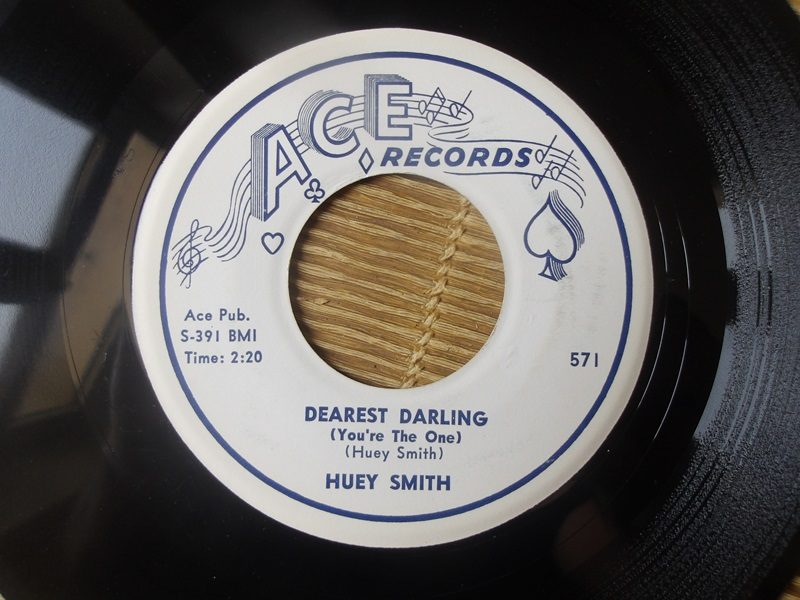 ACE
RECORDS
Ace Pub.
S-391 BMI
Time: 2:20
571
DEAREST DARLING
(You're The One)
(Huey Smith)
HUEY SMITH